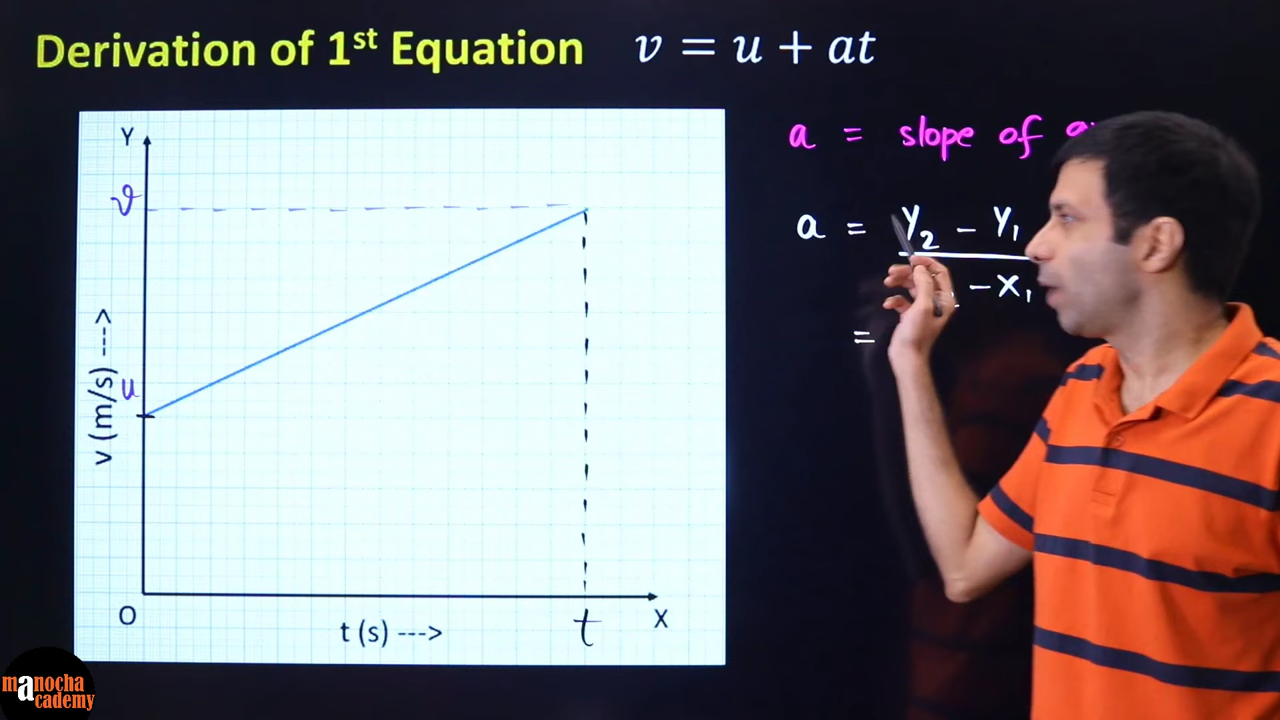 Derivation of 1st Equation v = u + at
Y
v
u
v (m/s) --->
O
t (s) --->
t
X
a = slope of
a = Y2 - Y1
- X1
=
manocha
academy